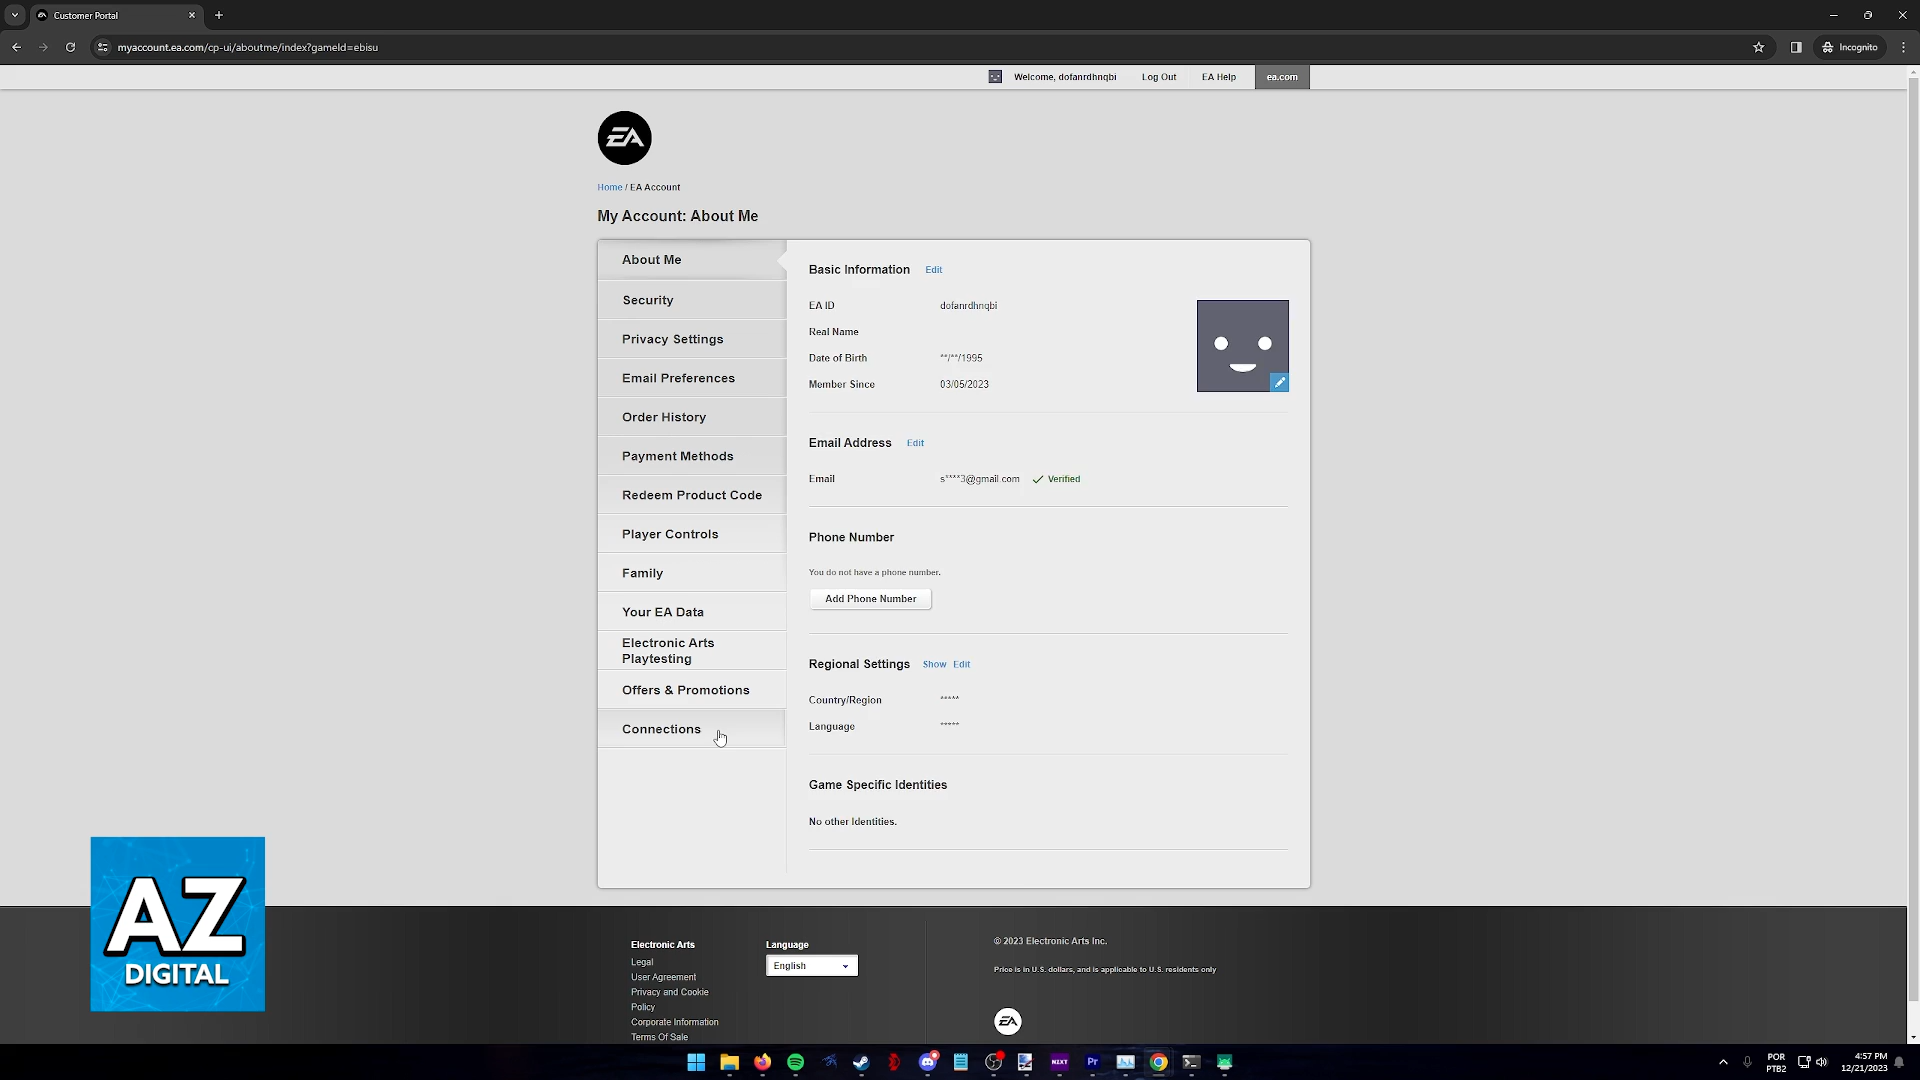 Customer Portal
myaccount.ea.com/cp-ui/aboutme/index?gameId=ebisu
Incognito
Welcome, dofanrdhnqbi
Log Out
EA Help
ea.com
EA
Home / EA Account
My Account: About Me
About Me
Security
Privacy Settings
Email Preferences
Order History
Payment Methods
Redeem Product Code
Player Controls
Family
Your EA Data
Electronic Arts
Playtesting
Offers & Promotions
Connections
Basic Information Edit
EA ID dofanrdhnqbi
Real Name
Date of Birth **/**/1995
Member Since 03/05/2023
Email Address Edit
Email s****3@gmail.com Verified
Phone Number
You do not have a phone number.
Add Phone Number
Regional Settings Show Edit
Country/Region *****
Language *****
Game Specific Identities
No other Identities.
AZ
DIGITAL
Electronic Arts
Legal
User Agreement
Privacy and Cookie
Policy
Corporate Information
Terms Of Sale
Language
English
© 2023 Electronic Arts Inc.
Price is in U.S. dollars, and is applicable to U.S. residents only
EA
NEXT
Pr
POR
PTB2
4:57 PM
12/21/2023